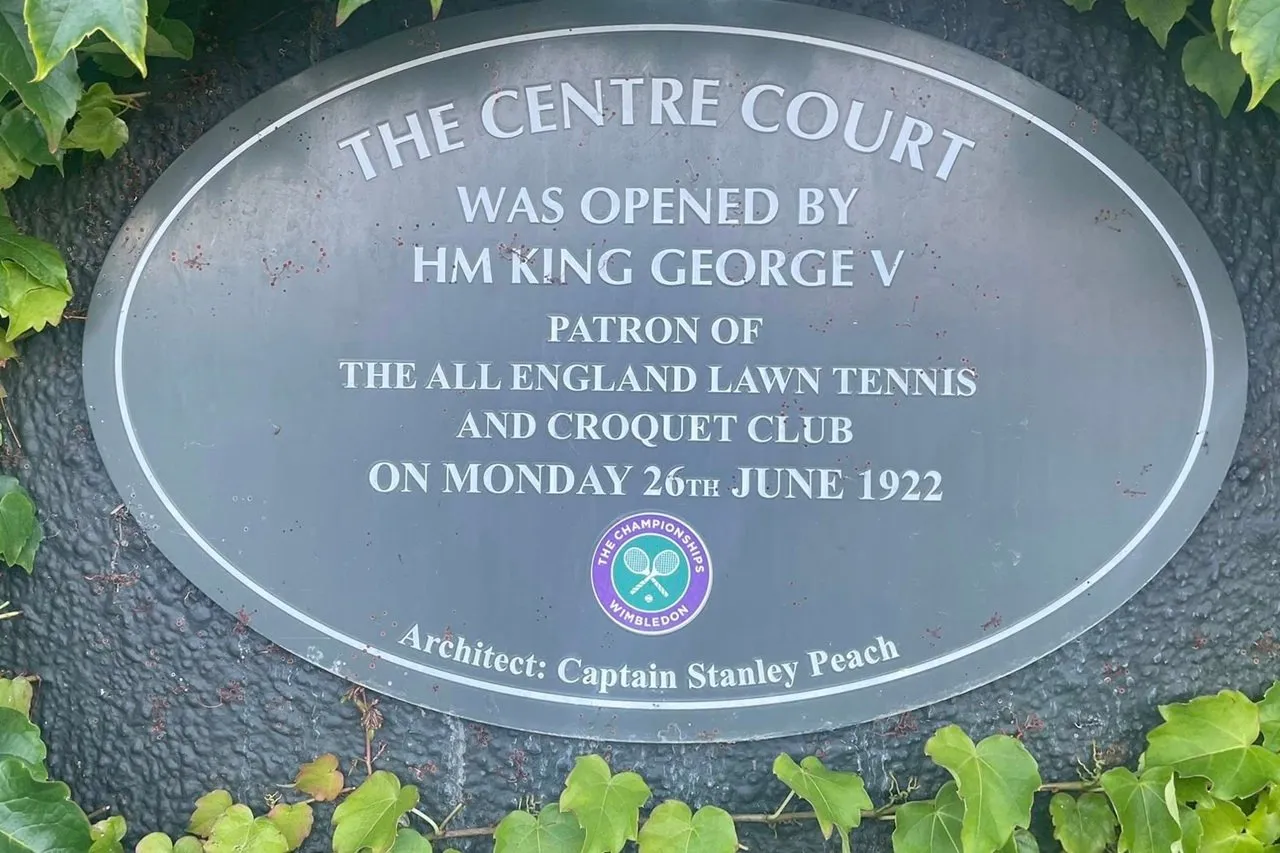 THE CENTRE COURT
WAS OPENED BY
HM KING GEORGE V
PATRON OF
THE ALL ENGLAND LAWN TENNIS
AND CROQUET CLUB
ON MONDAY 26TH JUNE 1922
THE CHAMPIONSHIPS
WIMBLEDON
Architect: Captain Stanley Peach